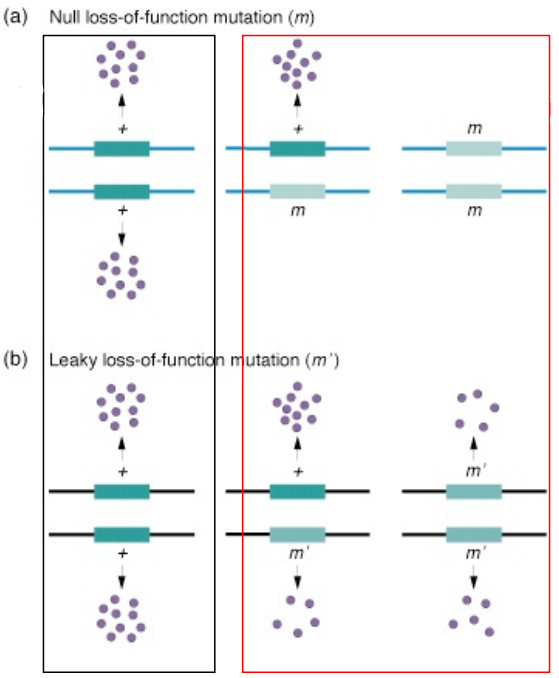 (a) Null loss-of-function mutation (m)
+ + m
+ m m
(b) Leaky loss-of-function mutation (m')
+ + m'
+ m' m'